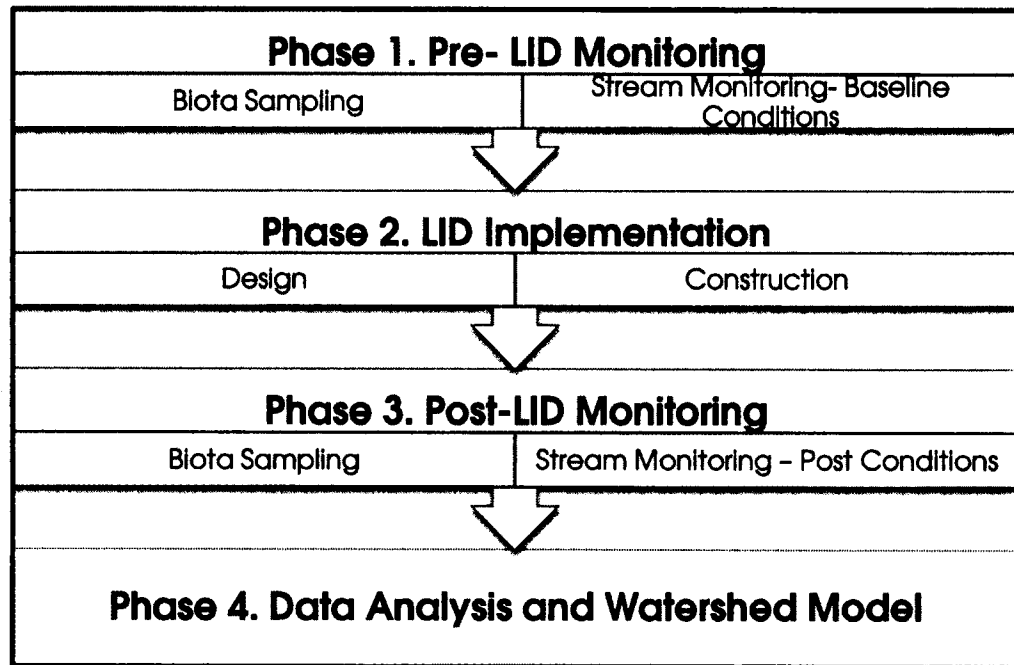 Phase 1. Pre- LID Monitoring
Biota Sampling
Stream Monitoring- Baseline
Conditions
Phase 2. LID Implementation
Design
Construction
Phase 3. Post-LID Monitoring
Biota Sampling
Stream Monitoring – Post Conditions
Phase 4. Data Analysis and Watershed Model